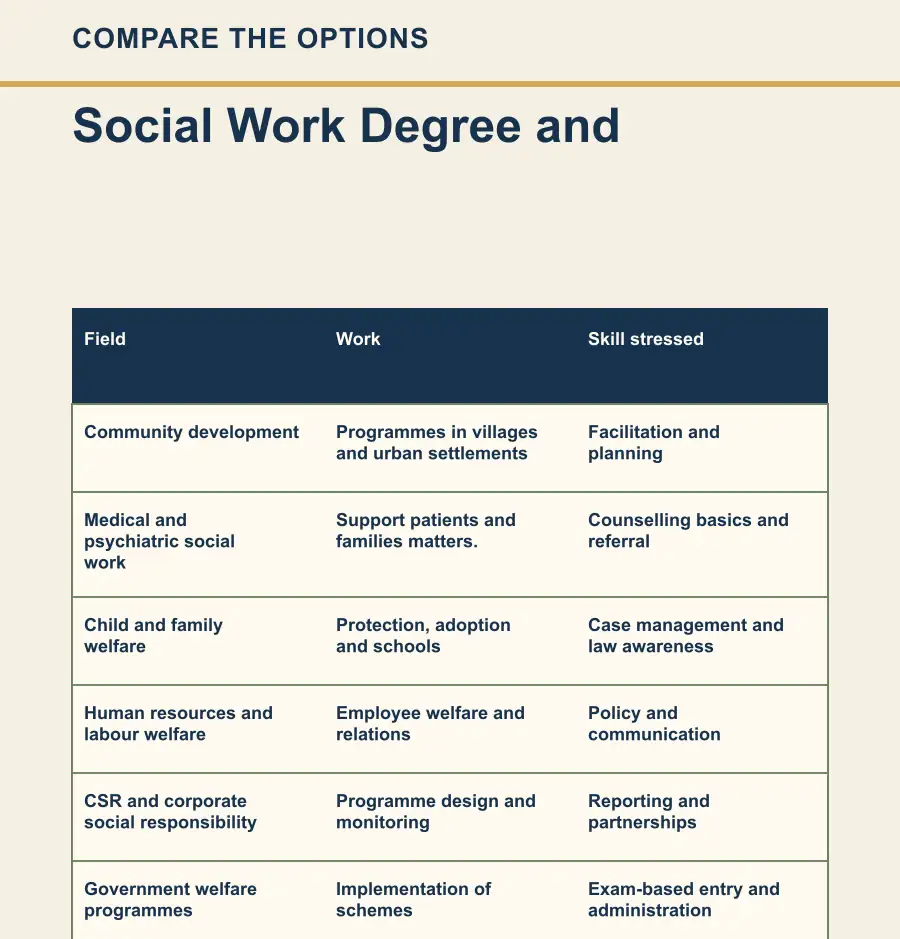 COMPARE THE OPTIONS
Social Work Degree and
Field
Work
Skill stressed
Community development
Programmes in villages
and urban settlements
Facilitation and
planning
Medical and
psychiatric social
work
Support patients and
families matters.
Counselling basics and
referral
Child and family
welfare
Protection, adoption
and schools
Case management and
law awareness
Human resources and
labour welfare
Employee welfare and
relations
Policy and
communication
CSR and corporate
social responsibility
Programme design and
monitoring
Reporting and
partnerships
Government welfare
programmes
Implementation of
schemes
Exam-based entry and
administration